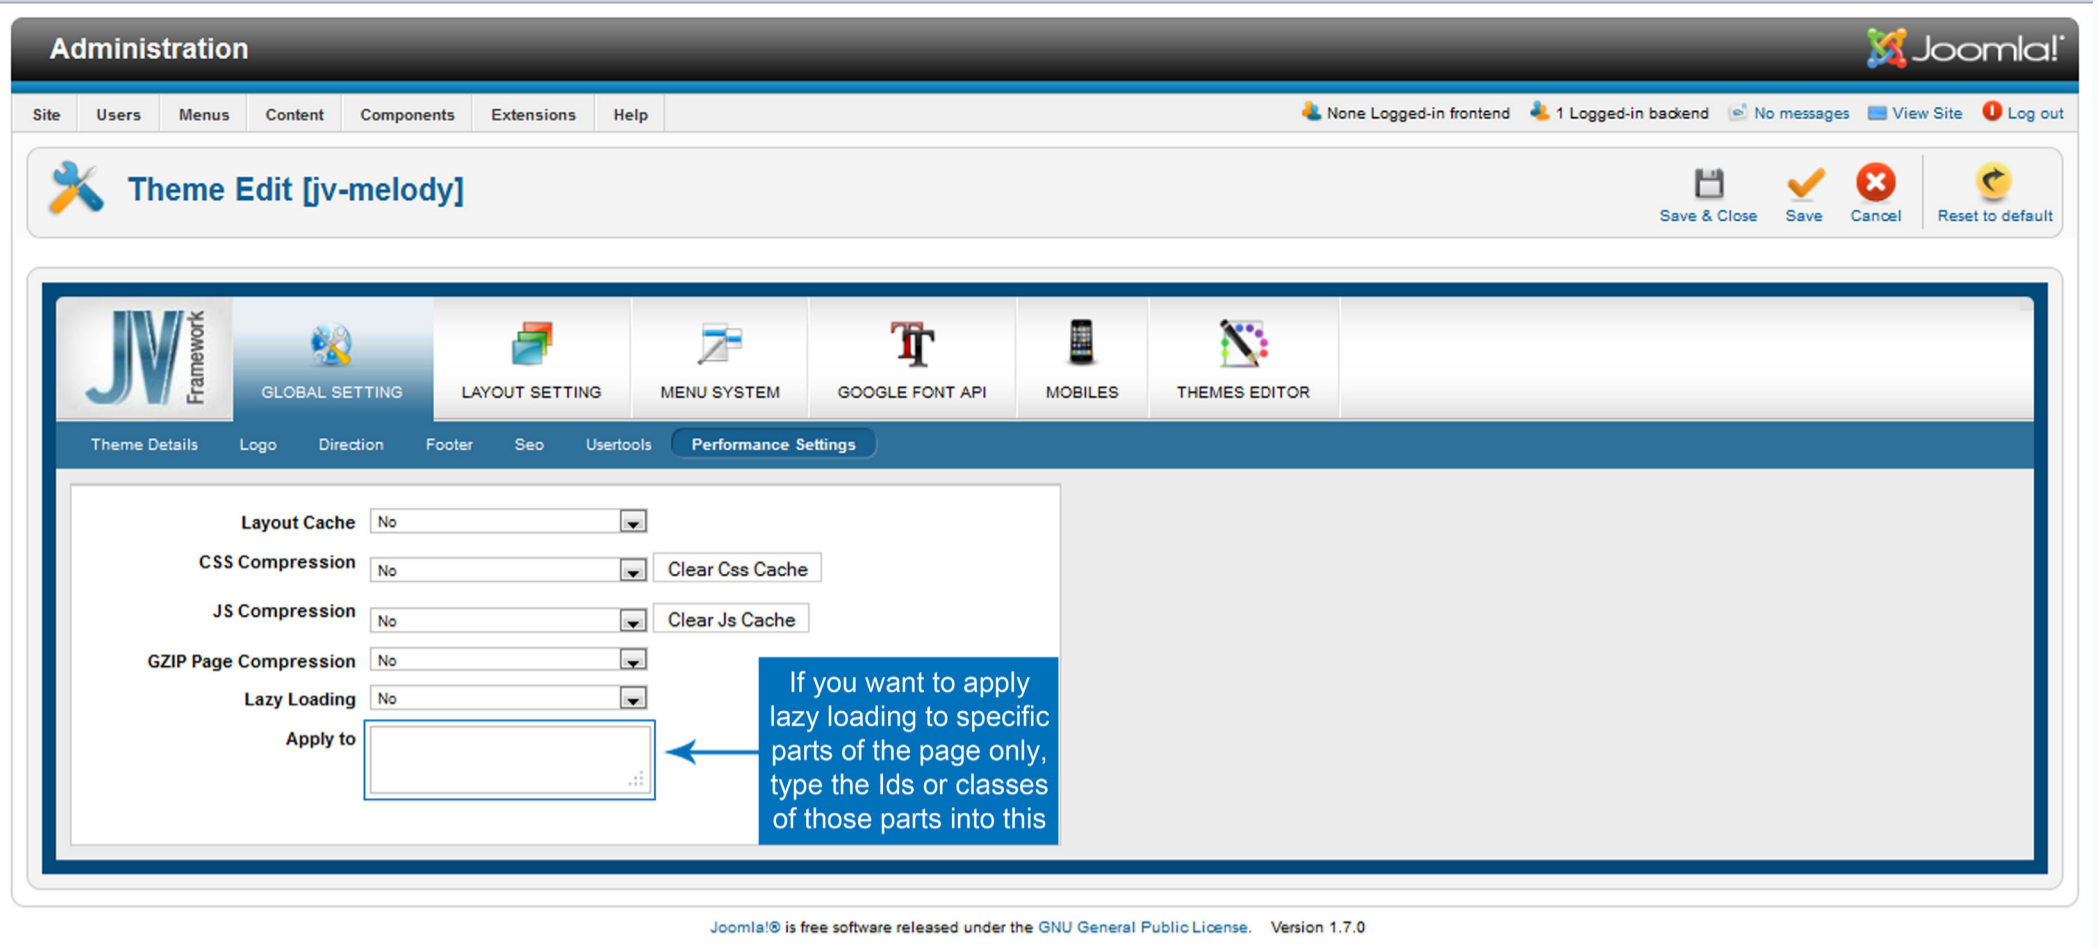 Administration
Joomla!
Site Users Menus Content Components Extensions Help None Logged-in frontend 1 Logged-in backend No messages View Site Log out
Theme Edit [jv-melody]
Save & Close Save Cancel Reset to default
JV Framework
GLOBAL SETTING LAYOUT SETTING MENU SYSTEM GOOGLE FONT API MOBILES THEMES EDITOR
Theme Details Logo Direction Footer Seo Usertools Performance Settings
Layout Cache No
CSS Compression No Clear Css Cache
JS Compression No Clear Js Cache
GZIP Page Compression No
Lazy Loading No
Apply to
If you want to apply
lazy loading to specific
parts of the page only,
type the Ids or classes
of those parts into this
Joomla!® is free software released under the GNU General Public License. Version 1.7.0